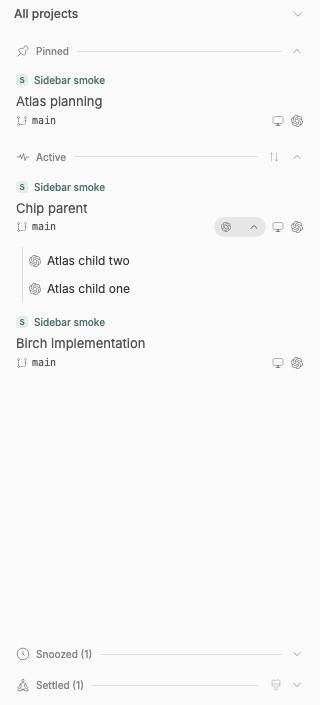 All projects
Pinned
S Sidebar smoke
Atlas planning
main
Active
S Sidebar smoke
Chip parent
main
Atlas child two
Atlas child one
S Sidebar smoke
Birch implementation
main
Snoozed (1)
Settled (1)